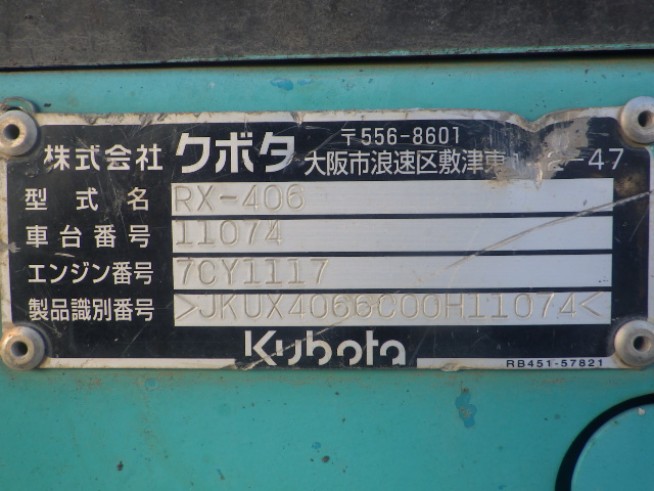 株式会社 クボタ 〒556-8601
大阪市浪速区敷津東 -47
型式名 RX-406
車台番号 11074
エンジン番号 7CY1117
製品識別番号 >JKUX4066C00H11074<
Kubota
RB451-57821